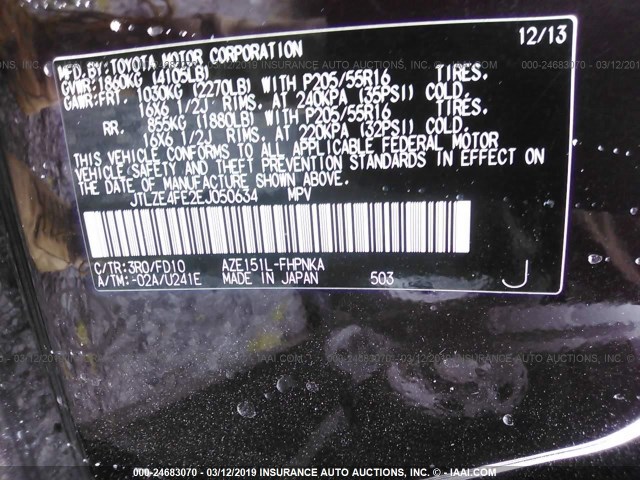 12/13
MFD.BY:TOYOTA MOTOR CORPORATION
GVWR:1860KG (4105LB)
GAWR:FRT. 1030KG (2270LB) WITH P205/55R16 TIRES.
16X6 1/2J RIMS. AT 240KPA (35PSI) COLD.
RR. 855KG (1880LB) WITH P205/55R16 TIRES.
16X6 1/2J RIMS. AT 220KPA (32PSI) COLD.
THIS VEHICLE CONFORMS TO ALL APPLICABLE FEDERAL MOTOR
VEHICLE SAFETY AND THEFT PREVENTION STANDARDS IN EFFECT ON
THE DATE OF MANUFACTURE SHOWN ABOVE.
JTLZE4FE2EJ050634 MPV
C/TR:3R0/FD10 AZE151L-FHPNKA
A/TM:-02A/U241E MADE IN JAPAN 503 J
000-24683070 - 03/12/2019 INSURANCE AUTO AUCTIONS SERVICE CENTER - © IAAI.COM